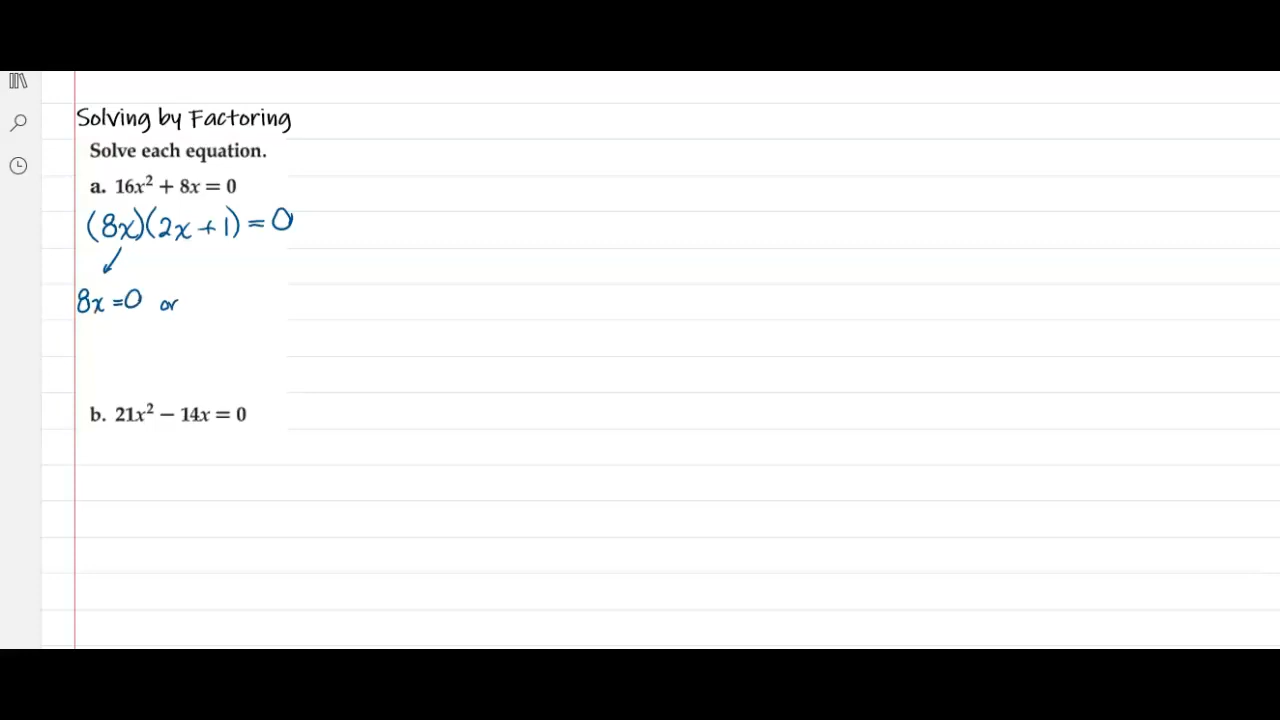 Solving by Factoring
Solve each equation.
a. 16x² + 8x = 0
(8x)(2x + 1) = 0
8x = 0 or
b. 21x² − 14x = 0